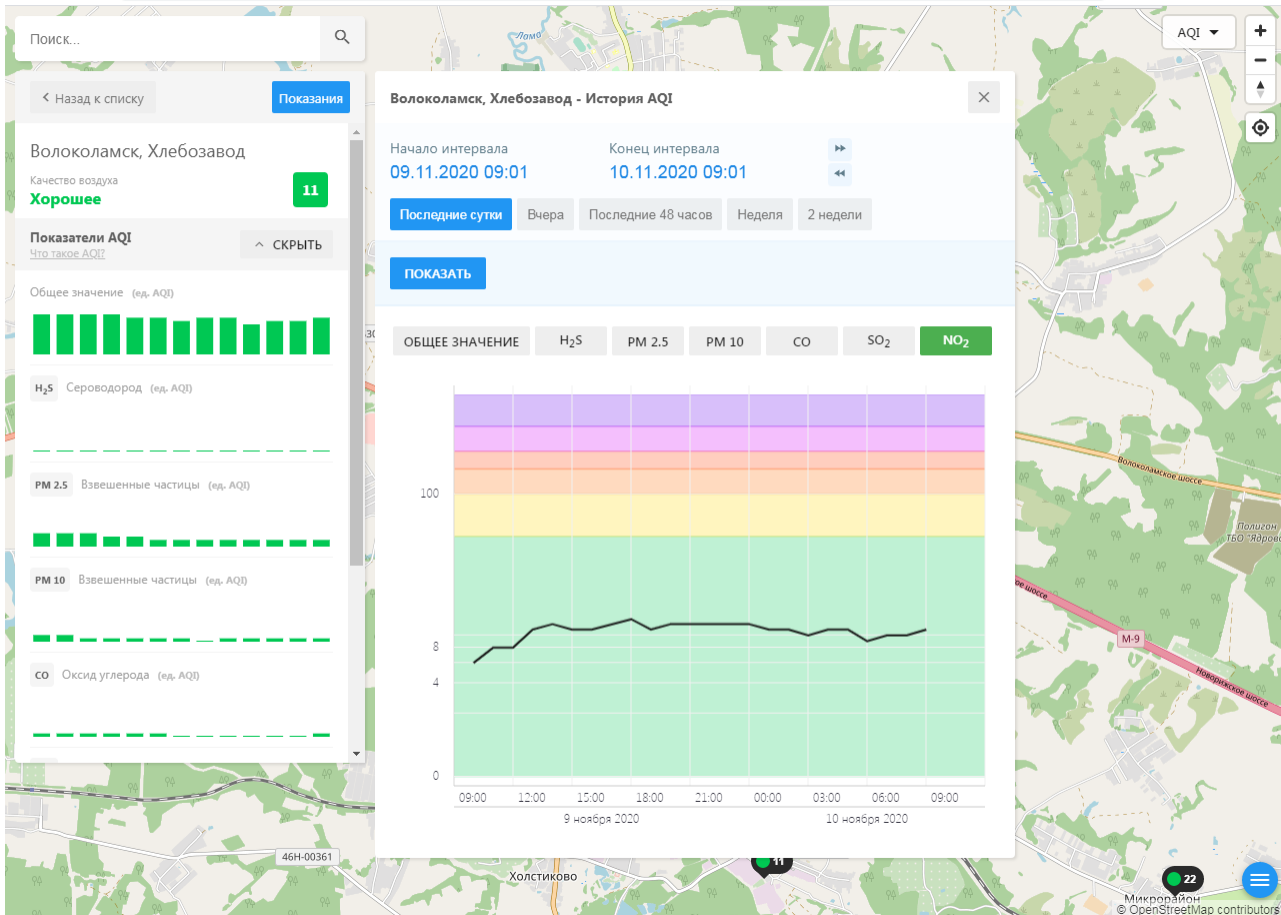 Поиск...
AQI
Назад к списку
Показания
Волоколамск, Хлебозавод
Качество воздуха
Хорошее
11
Показатели AQI
Что такое AQI?
СКРЫТЬ
Общее значение (ед. AQI)
H₂S Сероводород (ед. AQI)
PM 2.5 Взвешенные частицы (ед. AQI)
PM 10 Взвешенные частицы (ед. AQI)
CO Оксид углерода (ед. AQI)
Волоколамск, Хлебозавод - История AQI
Начало интервала
09.11.2020 09:01
Конец интервала
10.11.2020 09:01
Последние сутки
Вчера
Последние 48 часов
Неделя
2 недели
ПОКАЗАТЬ
ОБЩЕЕ ЗНАЧЕНИЕ
H₂S
PM 2.5
PM 10
CO
SO₂
NO₂
100
8
4
0
09:00 12:00 15:00 18:00 21:00 00:00 03:00 06:00 09:00
9 ноября 2020 10 ноября 2020
Ломо
Волоколамское шоссе
Полигон
ТБО "Ядрово
шоссе
М-9
Новорижское шоссе
46Н-00361
Холстиково
11
22
Микрорайон
© OpenStreetMap contributors